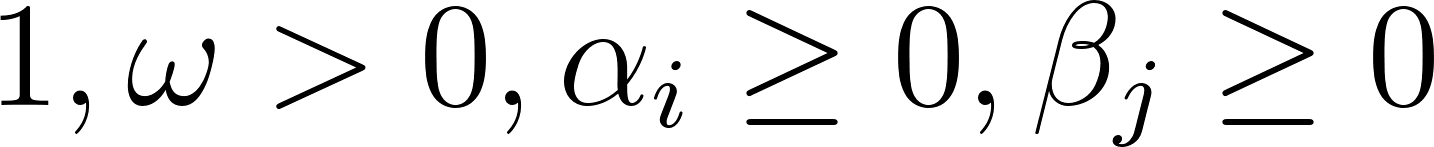 1, ω > 0, αᵢ ≥ 0, βⱼ ≥ 0